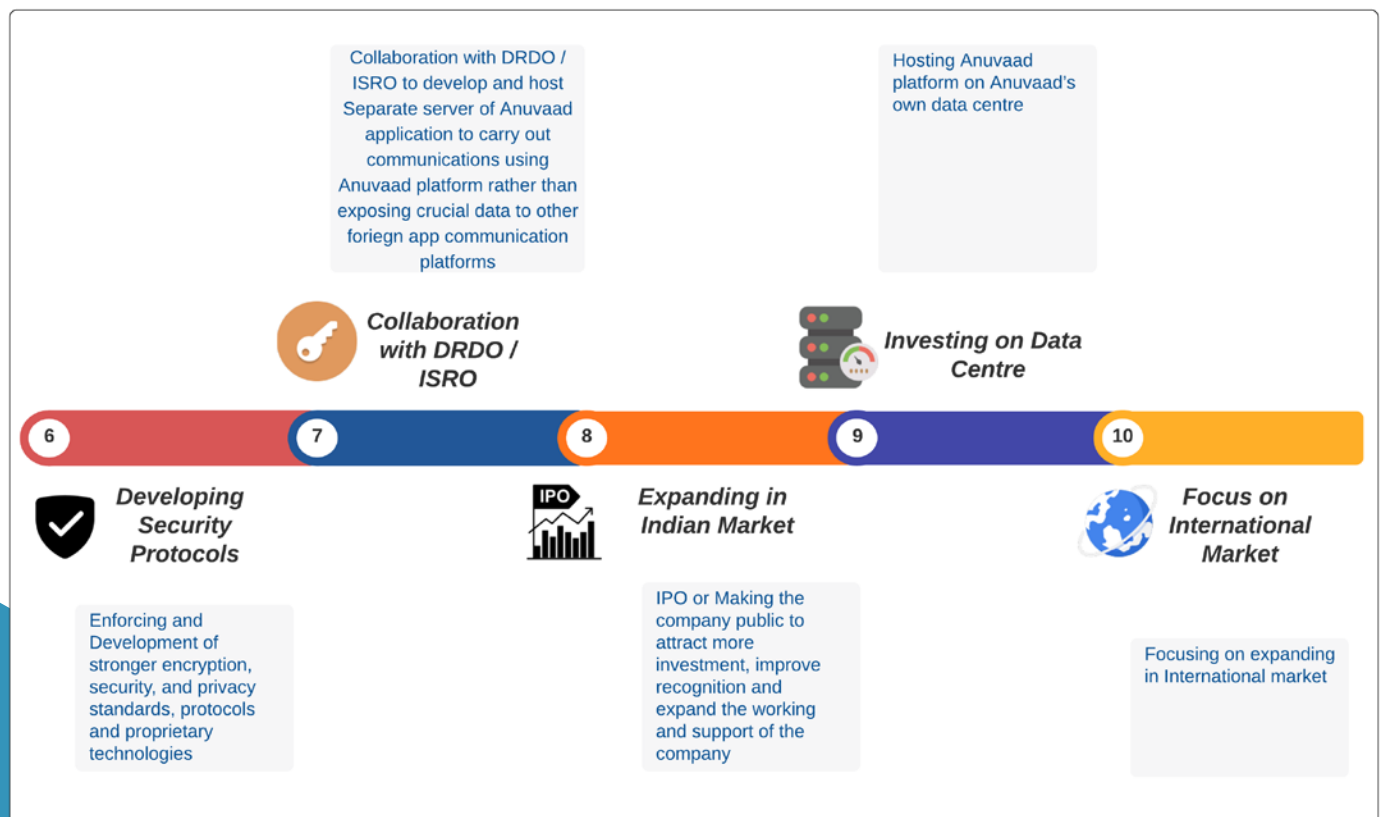 Collaboration with DRDO /
ISRO to develop and host
Separate server of Anuvaad
application to carry out
communications using
Anuvaad platform rather than
exposing crucial data to other
foriegn app communication
platforms
Hosting Anuvaad
platform on Anuvaad's
own data centre
Collaboration
with DRDO /
ISRO
Investing on Data
Centre
6
7
8
9
10
Developing
Security
Protocols
IPO
Expanding in
Indian Market
Focus on
International
Market
Enforcing and
Development of
stronger encryption,
security, and privacy
standards, protocols
and proprietary
technologies
IPO or Making the
company public to
attract more
investment, improve
recognition and
expand the working
and support of the
company
Focusing on expanding
in International market